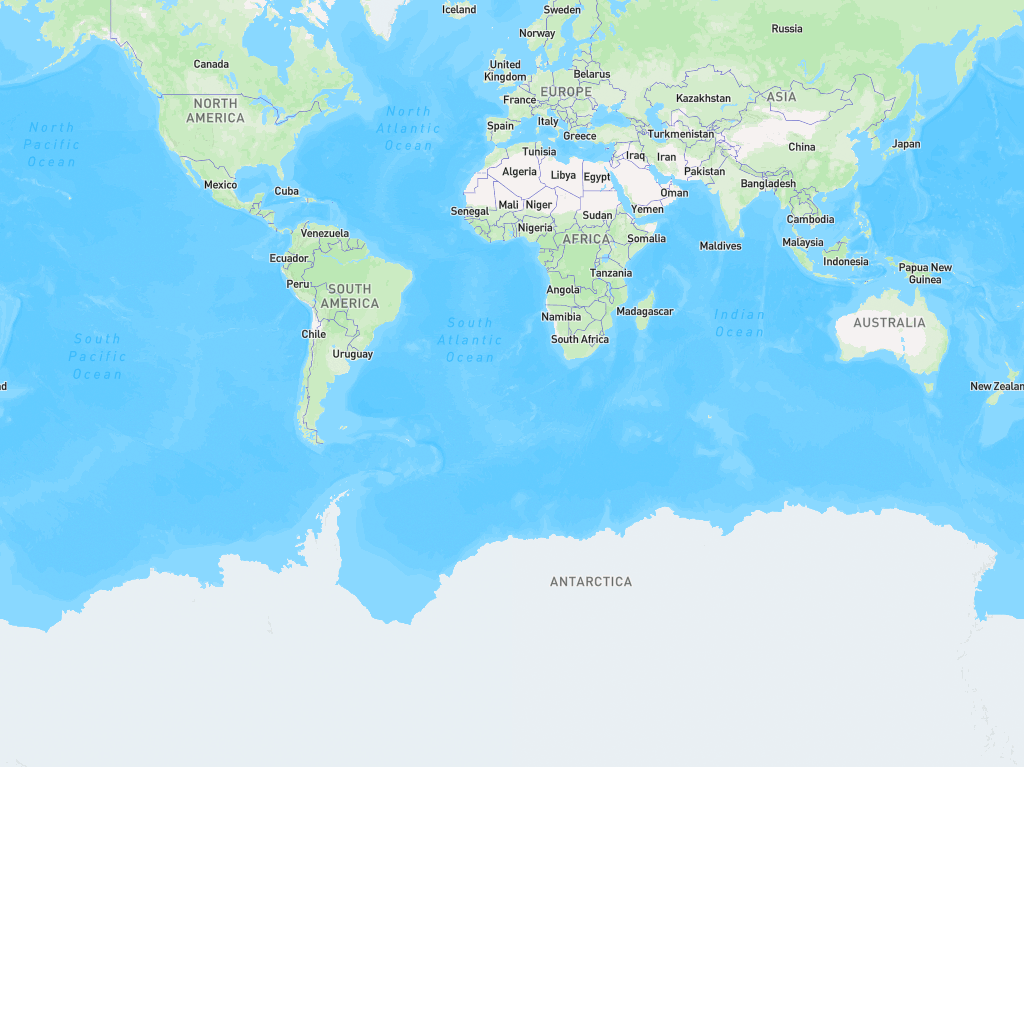 Iceland
Sweden
Russia
Norway
Canada
United
Kingdom
Belarus
EUROPE
ASIA
Kazakhstan
France
NORTH
AMERICA
North
Atlantic
Ocean
Italy
Spain
Greece
Turkmenistan
North
Pacific
Ocean
Japan
China
Tunisia
Iraq
Iran
Algeria
Libya
Egypt
Pakistan
Mexico
Cuba
Bangladesh
Oman
Mali
Niger
Senegal
Sudan
Yemen
Cambodia
Venezuela
Nigeria
AFRICA
Somalia
Maldives
Malaysia
Ecuador
Indonesia
Papua New
Guinea
Tanzania
Peru
SOUTH
AMERICA
Angola
Namibia
Madagascar
Indian
Ocean
AUSTRALIA
South
Atlantic
Ocean
Chile
South Africa
South
Pacific
Ocean
Uruguay
nd
New Zealan
ANTARCTICA